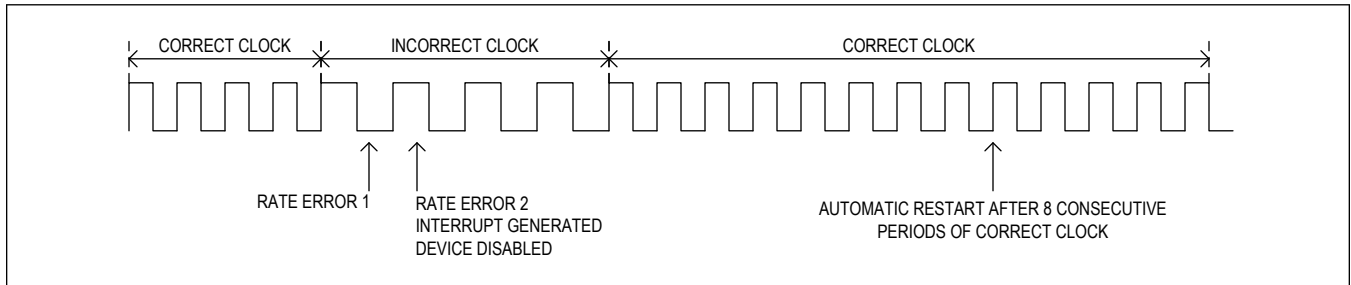 CORRECT CLOCK
INCORRECT CLOCK
CORRECT CLOCK
RATE ERROR 1
RATE ERROR 2
INTERRUPT GENERATED
DEVICE DISABLED
AUTOMATIC RESTART AFTER 8 CONSECUTIVE
PERIODS OF CORRECT CLOCK